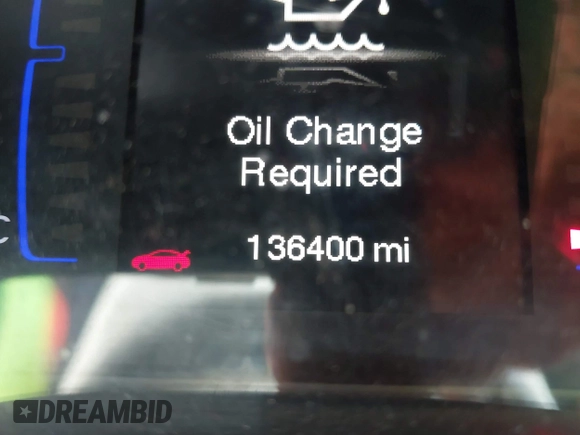 Oil Change
Required
136400 mi
C
DREAMBID